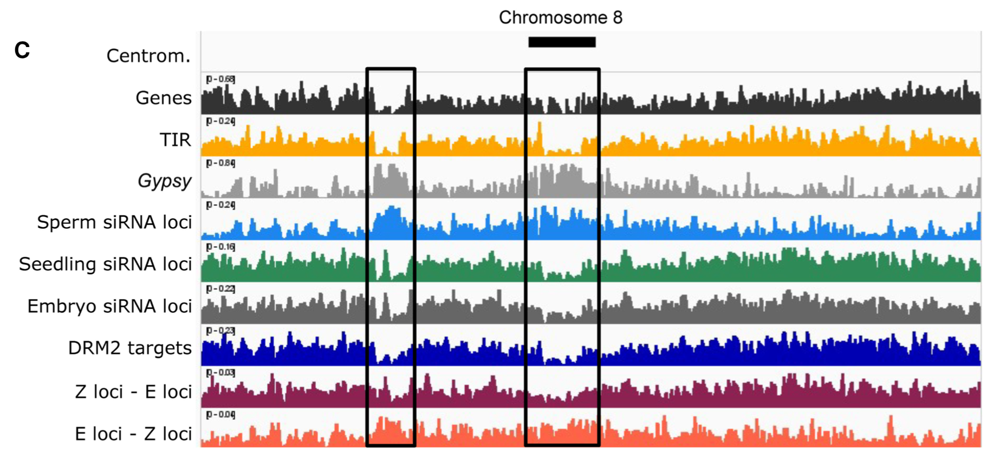 Chromosome 8
C
Centrom.
Genes
[0 - 0.68]
TIR
[0 - 0.24]
Gypsy
[0 - 0.84]
Sperm siRNA loci
[0 - 0.24]
Seedling siRNA loci
[0 - 0.16]
Embryo siRNA loci
[0 - 0.22]
DRM2 targets
[0 - 0.23]
Z loci - E loci
[0 - 0.03]
E loci - Z loci
[0 - 0.04]